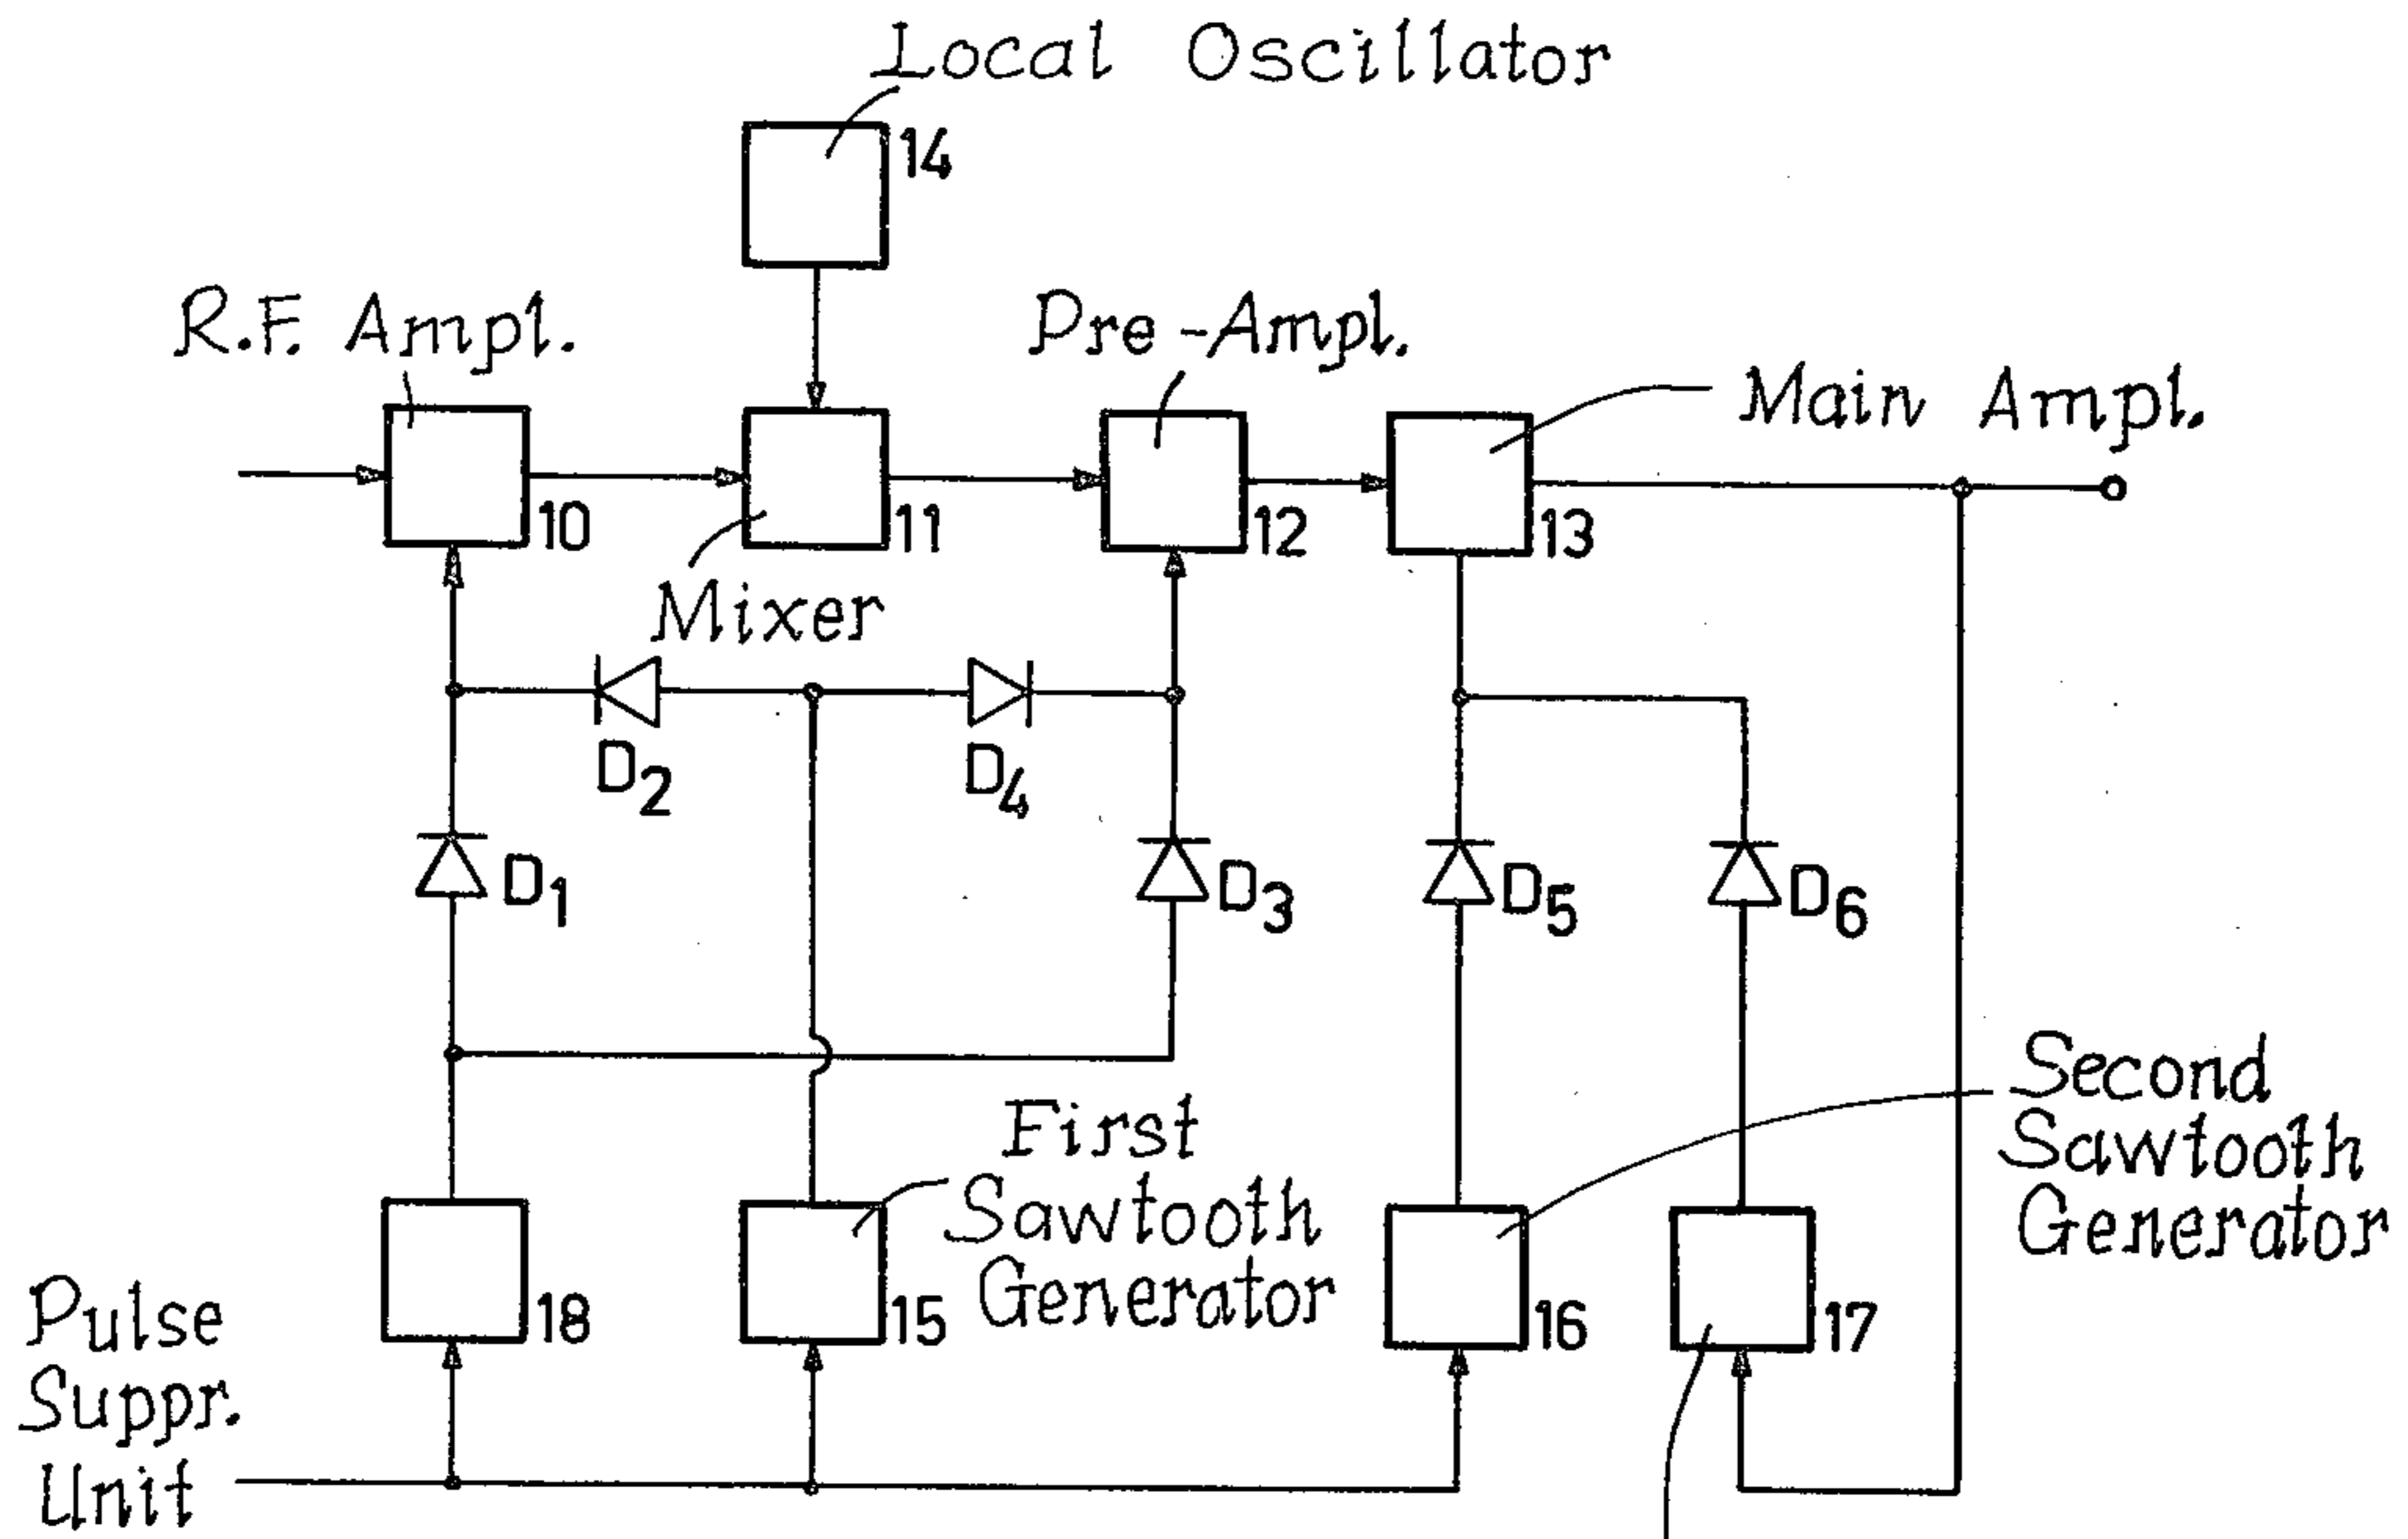 Local Oscillator
14
R.F. Ampl.
Pre-Ampl.
Main Ampl.
10
11
12
13
Mixer
D2
D4
D1
D3
D5
D6
First
Sawtooth
Generator
Second
Sawtooth
Generator
Pulse
Suppr.
Unit
18
15
16
17